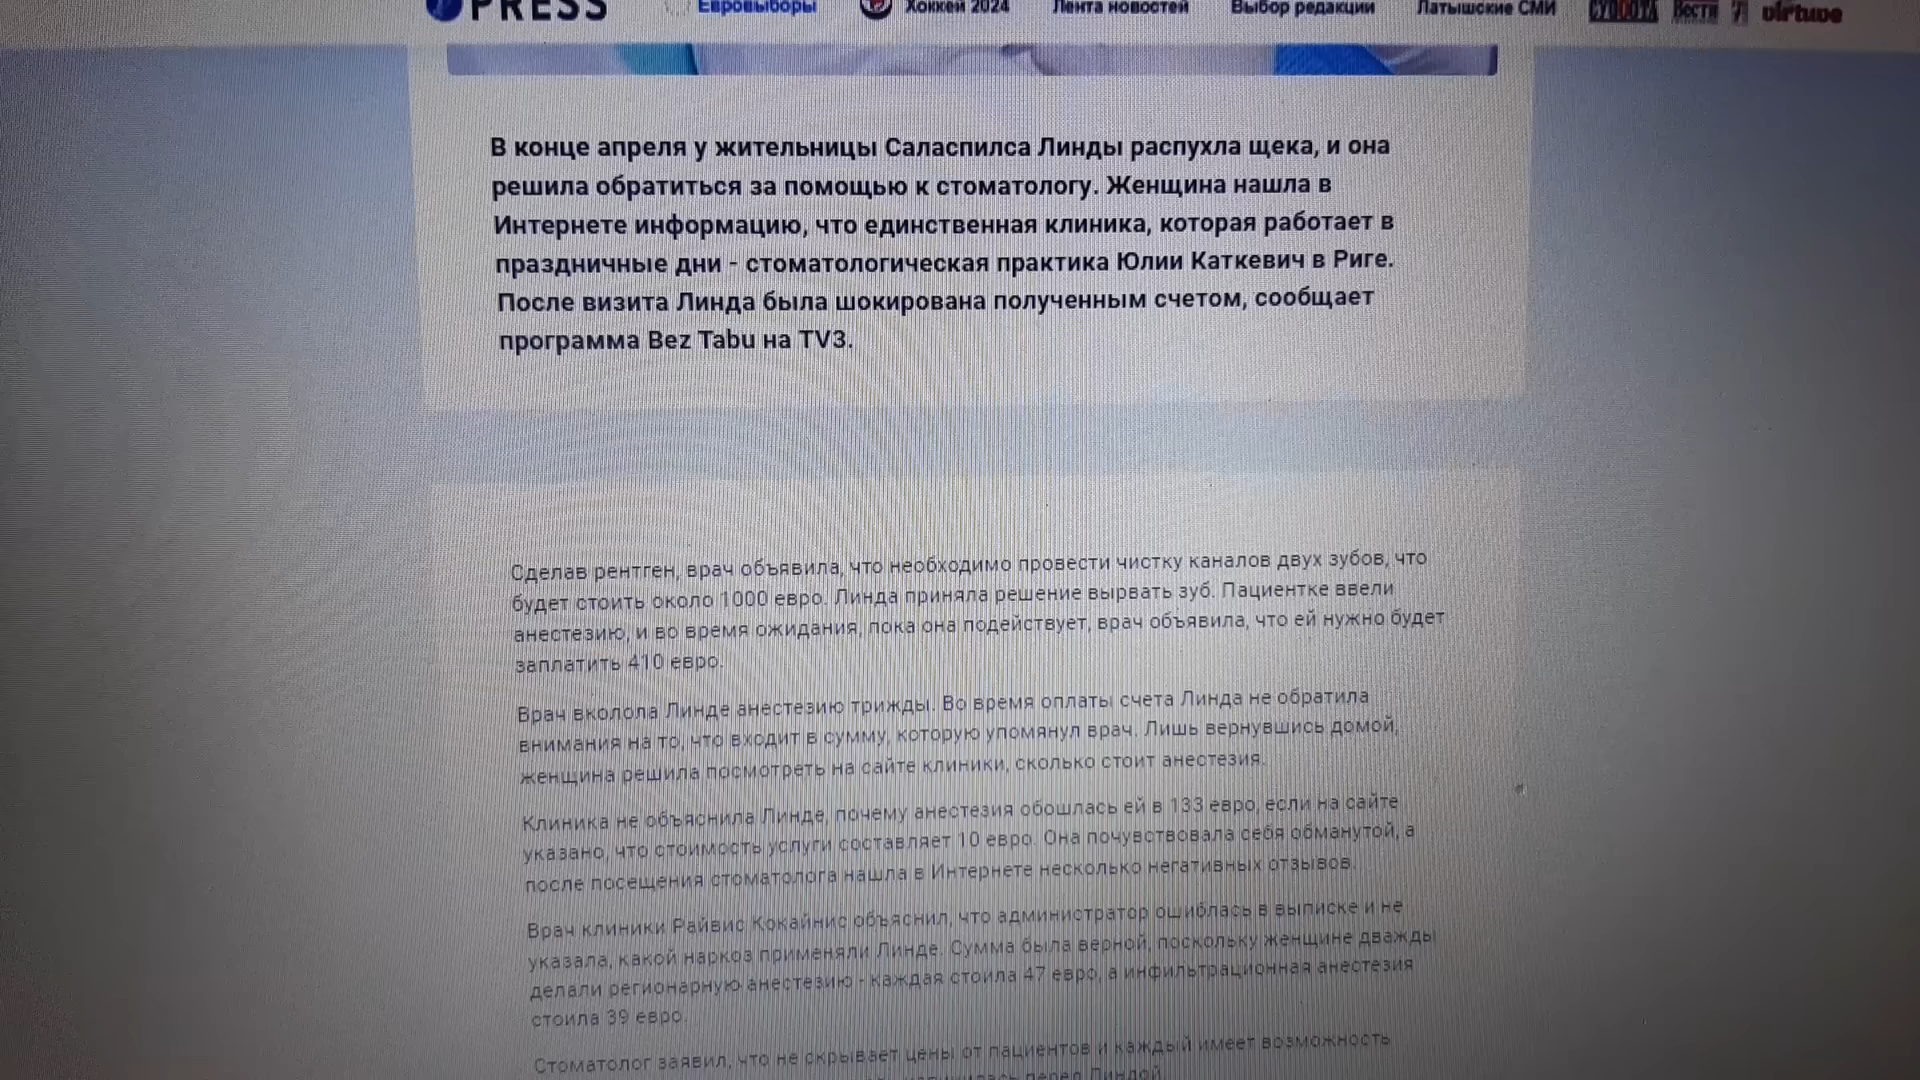 PRESS Евровыборы Хоккей 2024 Лента новостей Выбор редакции Латышские СМИ СУББОТА Вести virtuve
В конце апреля у жительницы Саласпилса Линды распухла щека, и она
решила обратиться за помощью к стоматологу. Женщина нашла в
Интернете информацию, что единственная клиника, которая работает в
праздничные дни - стоматологическая практика Юлии Каткевич в Риге.
После визита Линда была шокирована полученным счетом, сообщает
программа Bez Tabu на TV3.
Сделав рентген, врач объявила, что необходимо провести чистку каналов двух зубов, что
будет стоить около 1000 евро. Линда приняла решение вырвать зуб. Пациентке ввели
анестезию, и во время ожидания, пока она подействует, врач объявила, что ей нужно будет
заплатить 410 евро.
Врач вколола Линде анестезию трижды. Во время оплаты счета Линда не обратила
внимания на то, что входит в сумму, которую упомянул врач. Лишь вернувшись домой,
женщина решила посмотреть на сайте клиники, сколько стоит анестезия.
Клиника не объяснила Линде, почему анестезия обошлась ей в 133 евро, если на сайте
указано, что стоимость услуги составляет 10 евро. Она почувствовала себя обманутой, а
после посещения стоматолога нашла в Интернете несколько негативных отзывов.
Врач клиники Райвис Кокайнис объяснил, что администратор ошиблась в выписке и не
указала, какой наркоз применяли Линде. Сумма была верной, поскольку женщине дважды
делали регионарную анестезию - каждая стоила 47 евро, а инфильтрационная анестезия
стоила 39 евро.
Стоматолог заявил, что не скрывает цены от пациентов и каждый имеет возможность
перед Линдой.